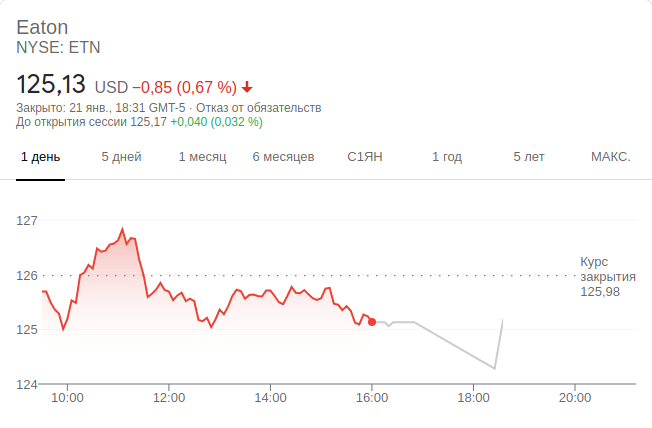 Eaton
NYSE: ETN
125,13 USD −0,85 (0,67 %)
Закрыто: 21 янв., 18:31 GMT-5 · Отказ от обязательств
До открытия сессии 125,17 +0,040 (0,032 %)
1 день 5 дней 1 месяц 6 месяцев С1ЯН 1 год 5 лет МАКС.
127
126
125
124
Курс
закрытия
125,98
10:00 12:00 14:00 16:00 18:00 20:00